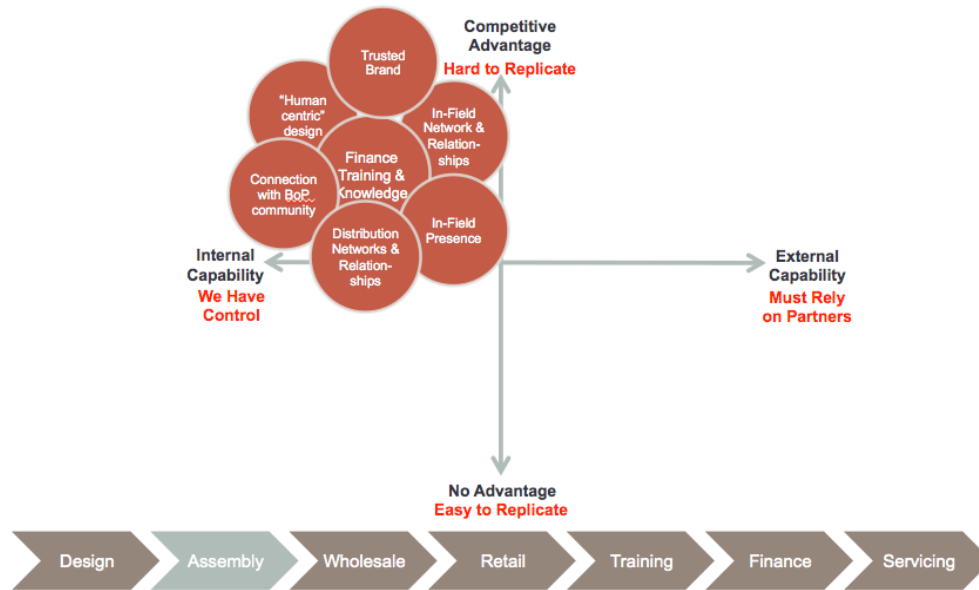 Competitive
Advantage
Hard to Replicate
Trusted
Brand
"Human
centric"
design
In-Field
Network &
Relation-
ships
Finance
Training &
Knowledge
Connection
with BoP
community
In-Field
Presence
Distribution
Networks &
Relation-
ships
Internal
Capability
We Have
Control
External
Capability
Must Rely
on Partners
No Advantage
Easy to Replicate
Design
Assembly
Wholesale
Retail
Training
Finance
Servicing